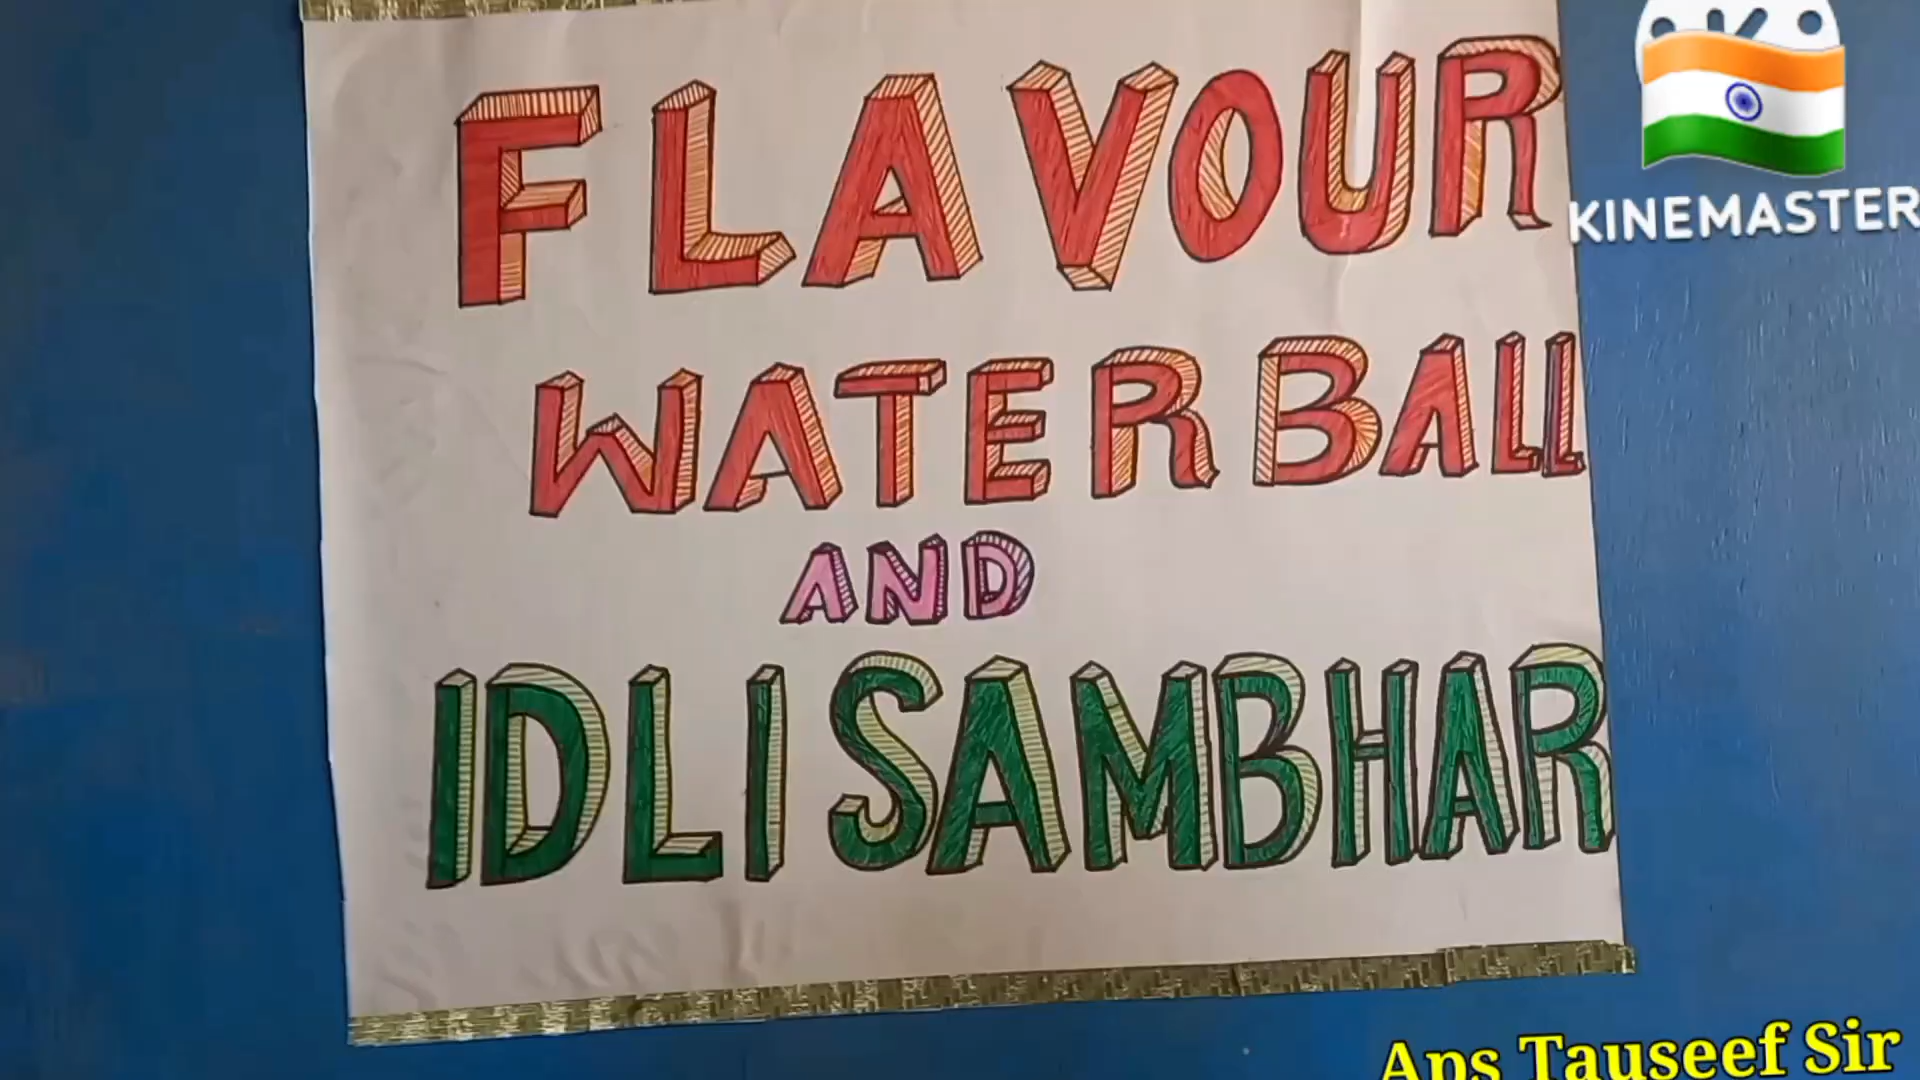 FLAVOUR
KINEMASTER
WATER BALL
AND
IDLI SAMBHAR
Aps Tauseef Sir